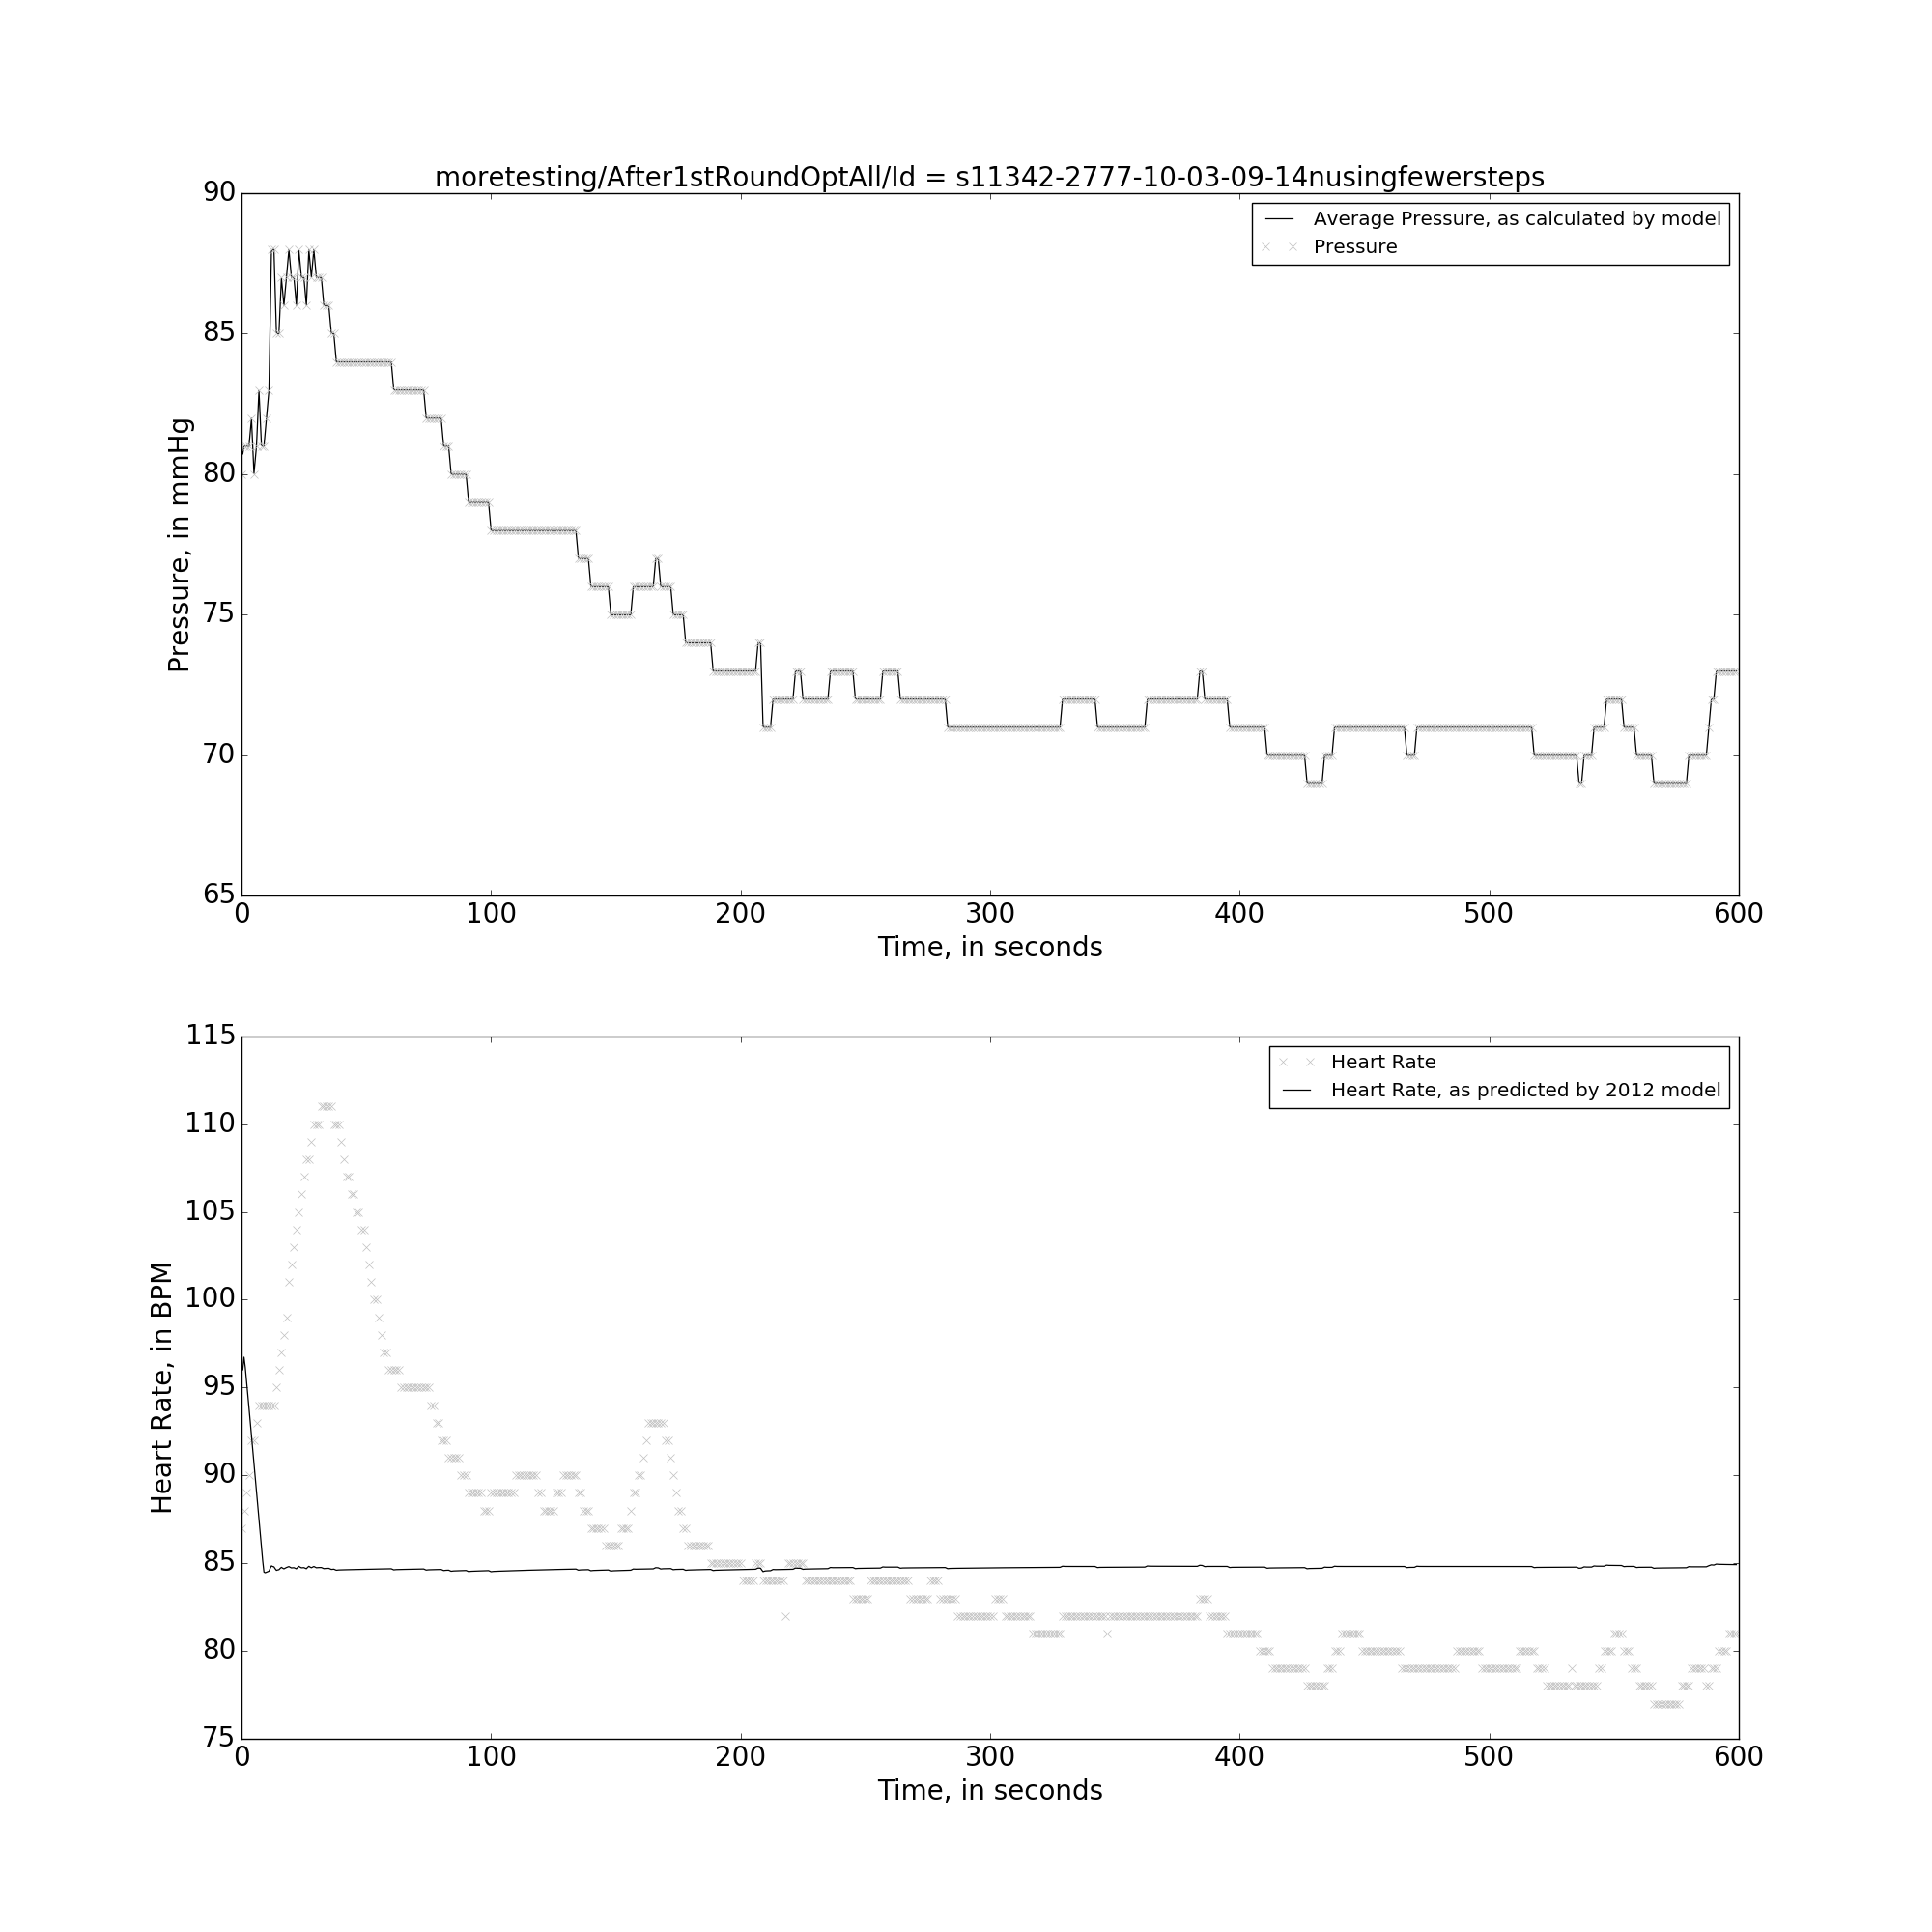 moretesting/After1stRoundOptAll/Id = s11342-2777-10-03-09-14nusingfewersteps
90
85
80
75
70
65
Pressure, in mmHg
Average Pressure, as calculated by model
Pressure
0 100 200 300 400 500 600
Time, in seconds
115
110
105
100
95
90
85
80
75
Heart Rate, in BPM
Heart Rate
Heart Rate, as predicted by 2012 model
0 100 200 300 400 500 600
Time, in seconds